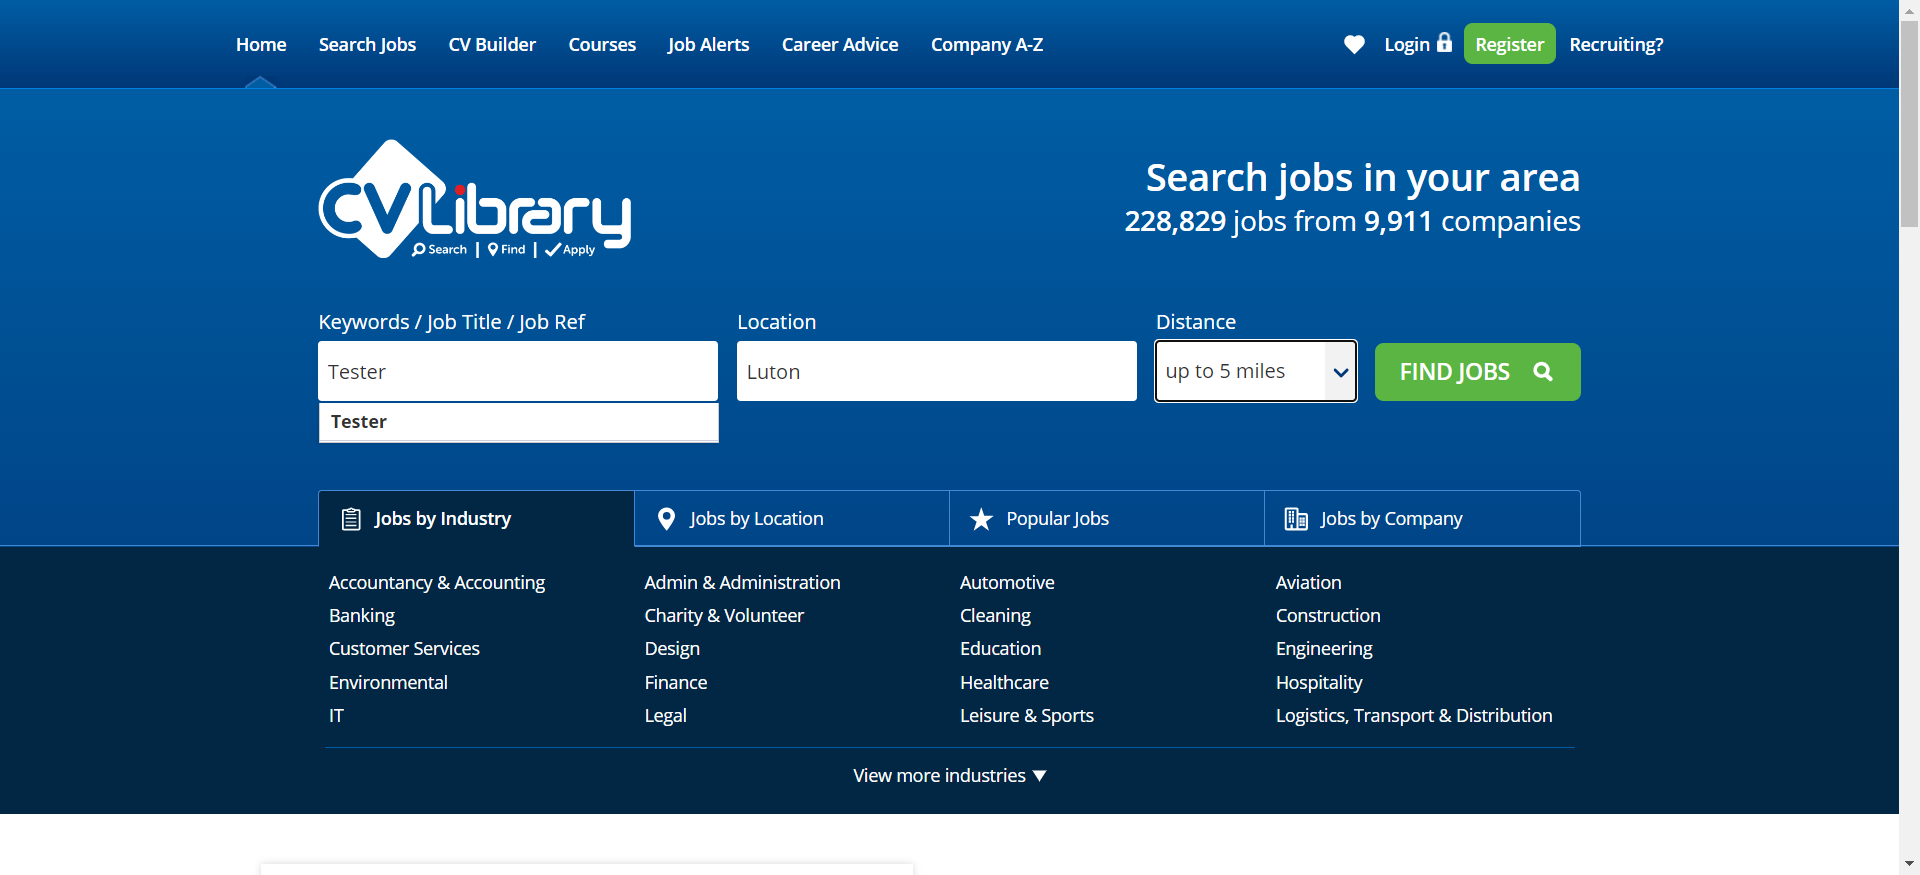 Home Search Jobs CV Builder Courses Job Alerts Career Advice Company A-Z Login Register Recruiting?
CV Library
Search | Find | Apply
Search jobs in your area
228,829 jobs from 9,911 companies
Keywords / Job Title / Job Ref Location Distance
Tester Luton up to 5 miles FIND JOBS
Tester
Jobs by Industry Jobs by Location Popular Jobs Jobs by Company
Accountancy & Accounting Admin & Administration Automotive Aviation
Banking Charity & Volunteer Cleaning Construction
Customer Services Design Education Engineering
Environmental Finance Healthcare Hospitality
IT Legal Leisure & Sports Logistics, Transport & Distribution
View more industries